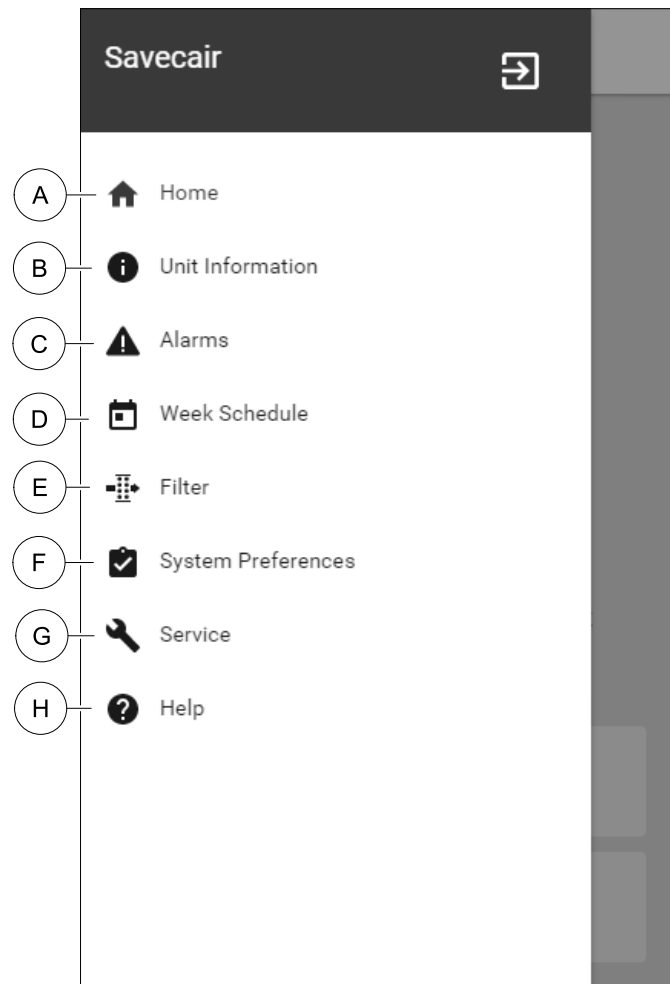 Savecair
A Home
B Unit Information
C Alarms
D Week Schedule
E Filter
F System Preferences
G Service
H Help